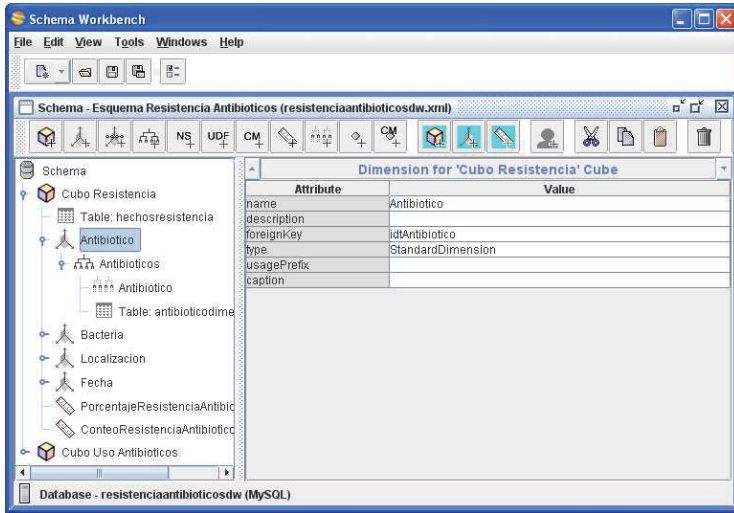 Schema Workbench
File Edit View Tools Windows Help
Schema - Esquema Resistencia Antibioticos (resistenciaantibioticosdw.xml)
NS UDF CM CM
Schema
Cubo Resistencia
Table: hechosresistencia
Antibiotico
Antibioticos
Antibiotico
Table: antibioticodime
Bacteria
Localizacion
Fecha
PorcentajeResistenciaAntibic
ConteoResistenciaAntibiotico
Cubo Uso Antibioticos
Dimension for 'Cubo Resistencia' Cube
Attribute Value
name Antibiotico
description
foreignKey idtAntibiotico
type StandardDimension
usagePrefix
caption
Database - resistenciaantibioticosdw (MySQL)